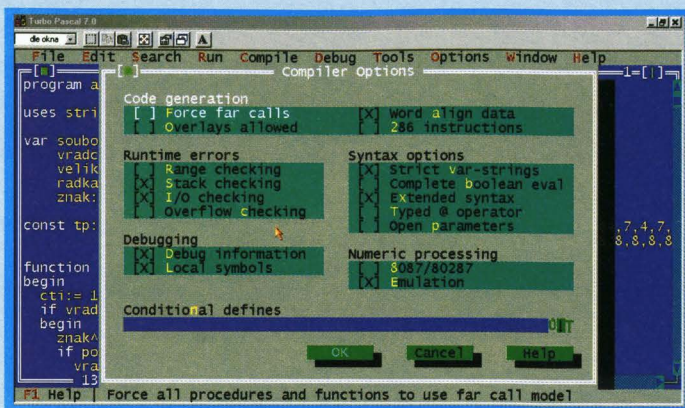 Turbo Pascal 7.0
dle okna
A
File Edit Search Run Compile Debug Tools Options Window Help
Compiler Options
1
program a
uses stri
var soubo
vradc
velik
radka
znak:
const tp:
,7,4,7,
8,8,8,8
function
begin
cti:= 1
if vrad
begin
znak^
if po
vra
13
Code generation
[ ] Force far calls
[ ] Overlays allowed
[X] Word align data
[ ] 286 instructions
Runtime errors
[ ] Range checking
[X] Stack checking
[X] I/O checking
[ ] Overflow checking
Syntax options
[X] Strict var-strings
[ ] Complete boolean eval
[X] Extended syntax
[ ] Typed @ operator
[ ] Open parameters
Debugging
[X] Debug information
[X] Local symbols
Numeric processing
[ ] 8087/80287
[X] Emulation
Conditional defines
OK Cancel Help
F1 Help | Force all procedures and functions to use far call model